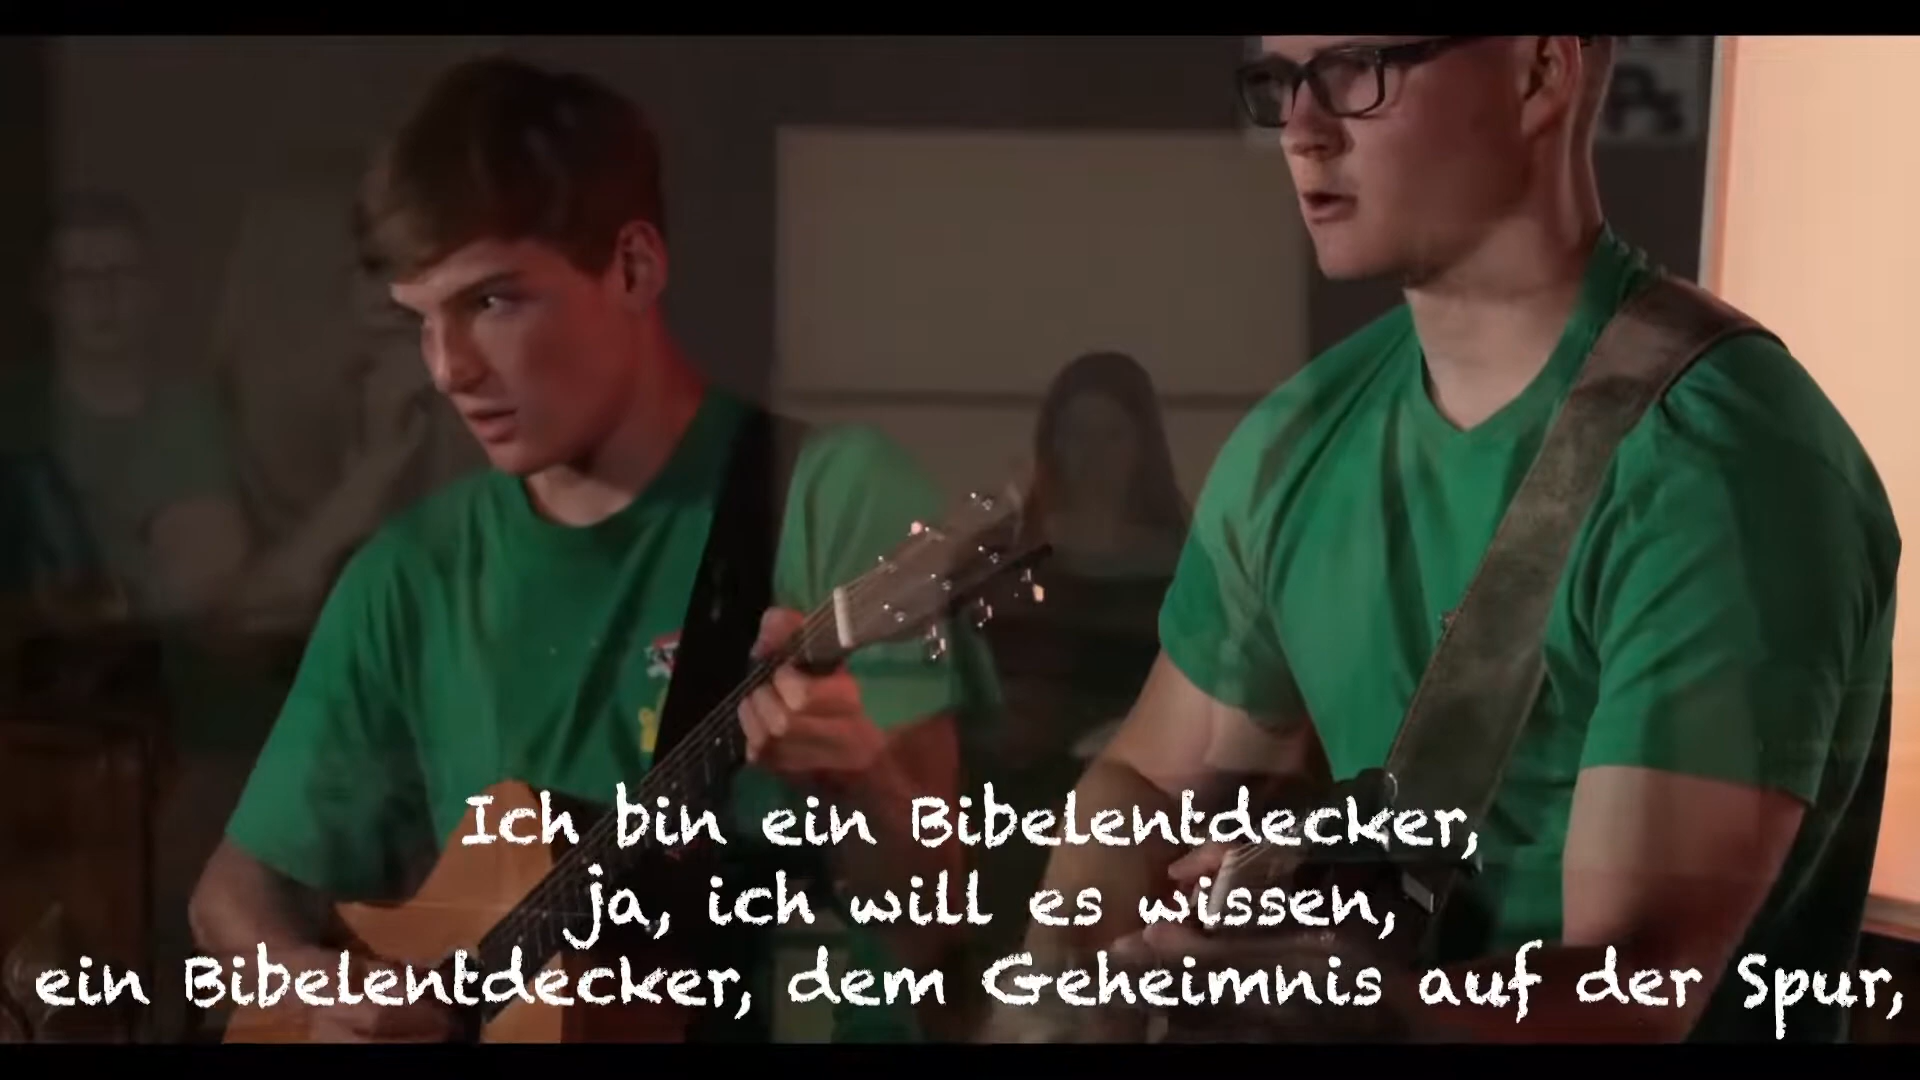 Ich bin ein Bibelentdecker,
ja, ich will es wissen,
ein Bibelentdecker, dem Geheimnis auf der Spur,